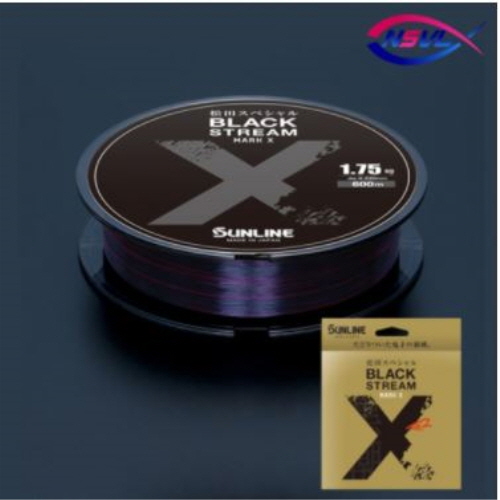 NSVL
松田スペシャル
BLACK
STREAM
MARK X
1.75 号
600m
SUNLINE
MADE IN JAPAN
SUNLINE
松田スペシャル
BLACK
STREAM
MARK X